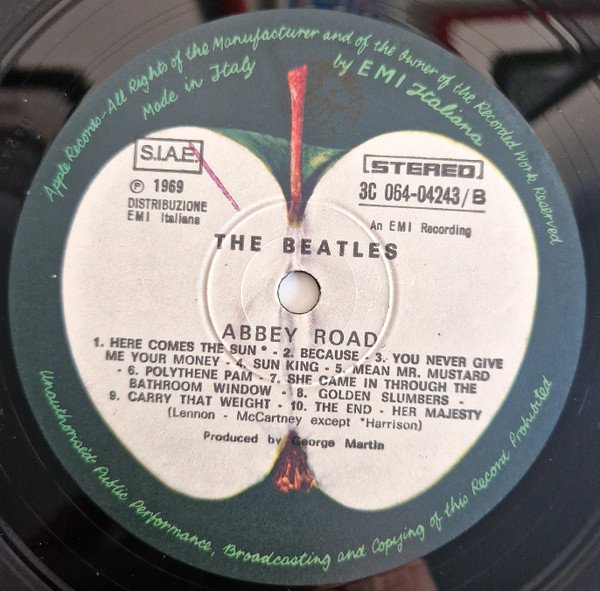 Apple Records-All Rights of the Manufacturer and of the Owner of the Recorded Work Reserved
Made in Italy
by EMI Italiana
S.I.A.E.
℗ 1969
DISTRIBUZIONE
EMI Italiana
STEREO
3C 064-04243/B
An EMI Recording
THE BEATLES
ABBEY ROAD
1. HERE COMES THE SUN * - 2. BECAUSE - 3. YOU NEVER GIVE
ME YOUR MONEY - 4. SUN KING - 5. MEAN MR. MUSTARD
- 6. POLYTHENE PAM - 7. SHE CAME IN THROUGH THE
BATHROOM WINDOW - 8. GOLDEN SLUMBERS -
9. CARRY THAT WEIGHT - 10. THE END - HER MAJESTY
(Lennon - McCartney except *Harrison)
Produced by George Martin
Unauthorised Public Performance, Broadcasting and Copying of this Record Prohibited